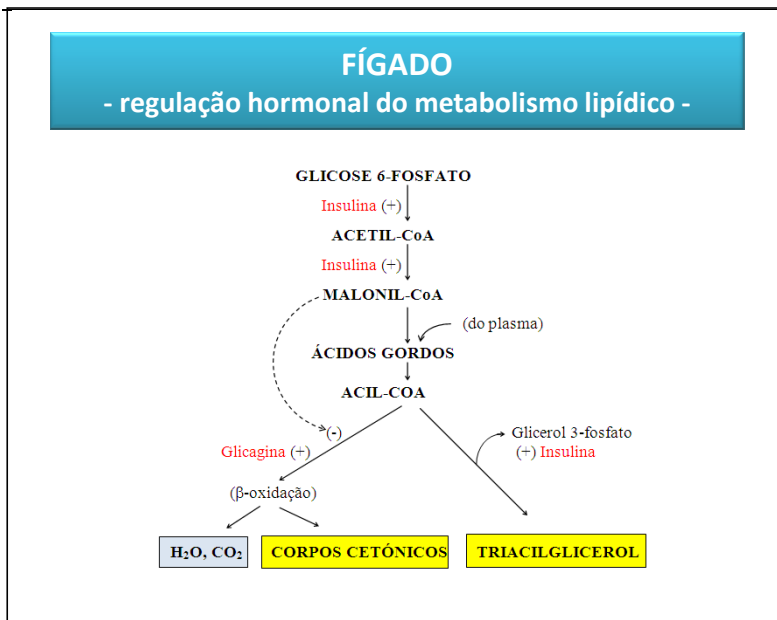 FÍGADO
- regulação hormonal do metabolismo lipídico -
GLICOSE 6-FOSFATO
Insulina (+)
ACETIL-CoA
Insulina (+)
MALONIL-CoA
(do plasma)
ÁCIDOS GORDOS
ACIL-COA
(-)
Glicerol 3-fosfato
Glicagina (+)
(+) Insulina
(β-oxidação)
H₂O, CO₂
CORPOS CETÓNICOS
TRIACILGLICEROL